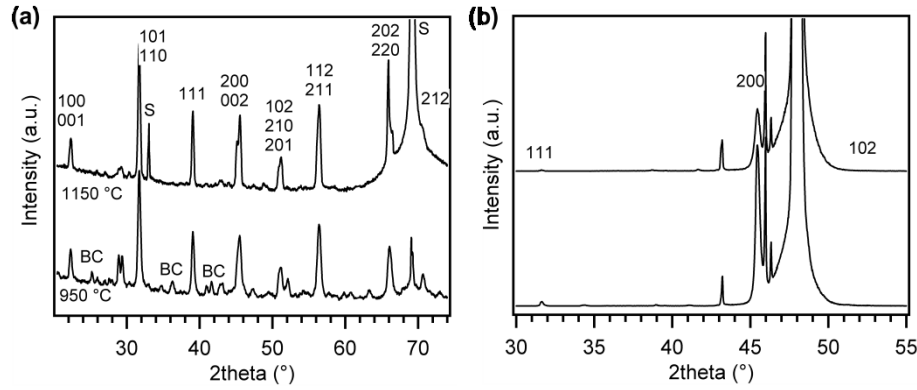 (a)
Intensity (a.u.)
100
001
101
110
S
111
200
002
102
210
201
112
211
202
220
S
212
1150 °C
BC
BC
BC
950 °C
30
40
50
60
70
2theta (°)
(b)
Intensity (a.u.)
200
111
102
30
35
40
45
50
55
2theta (°)